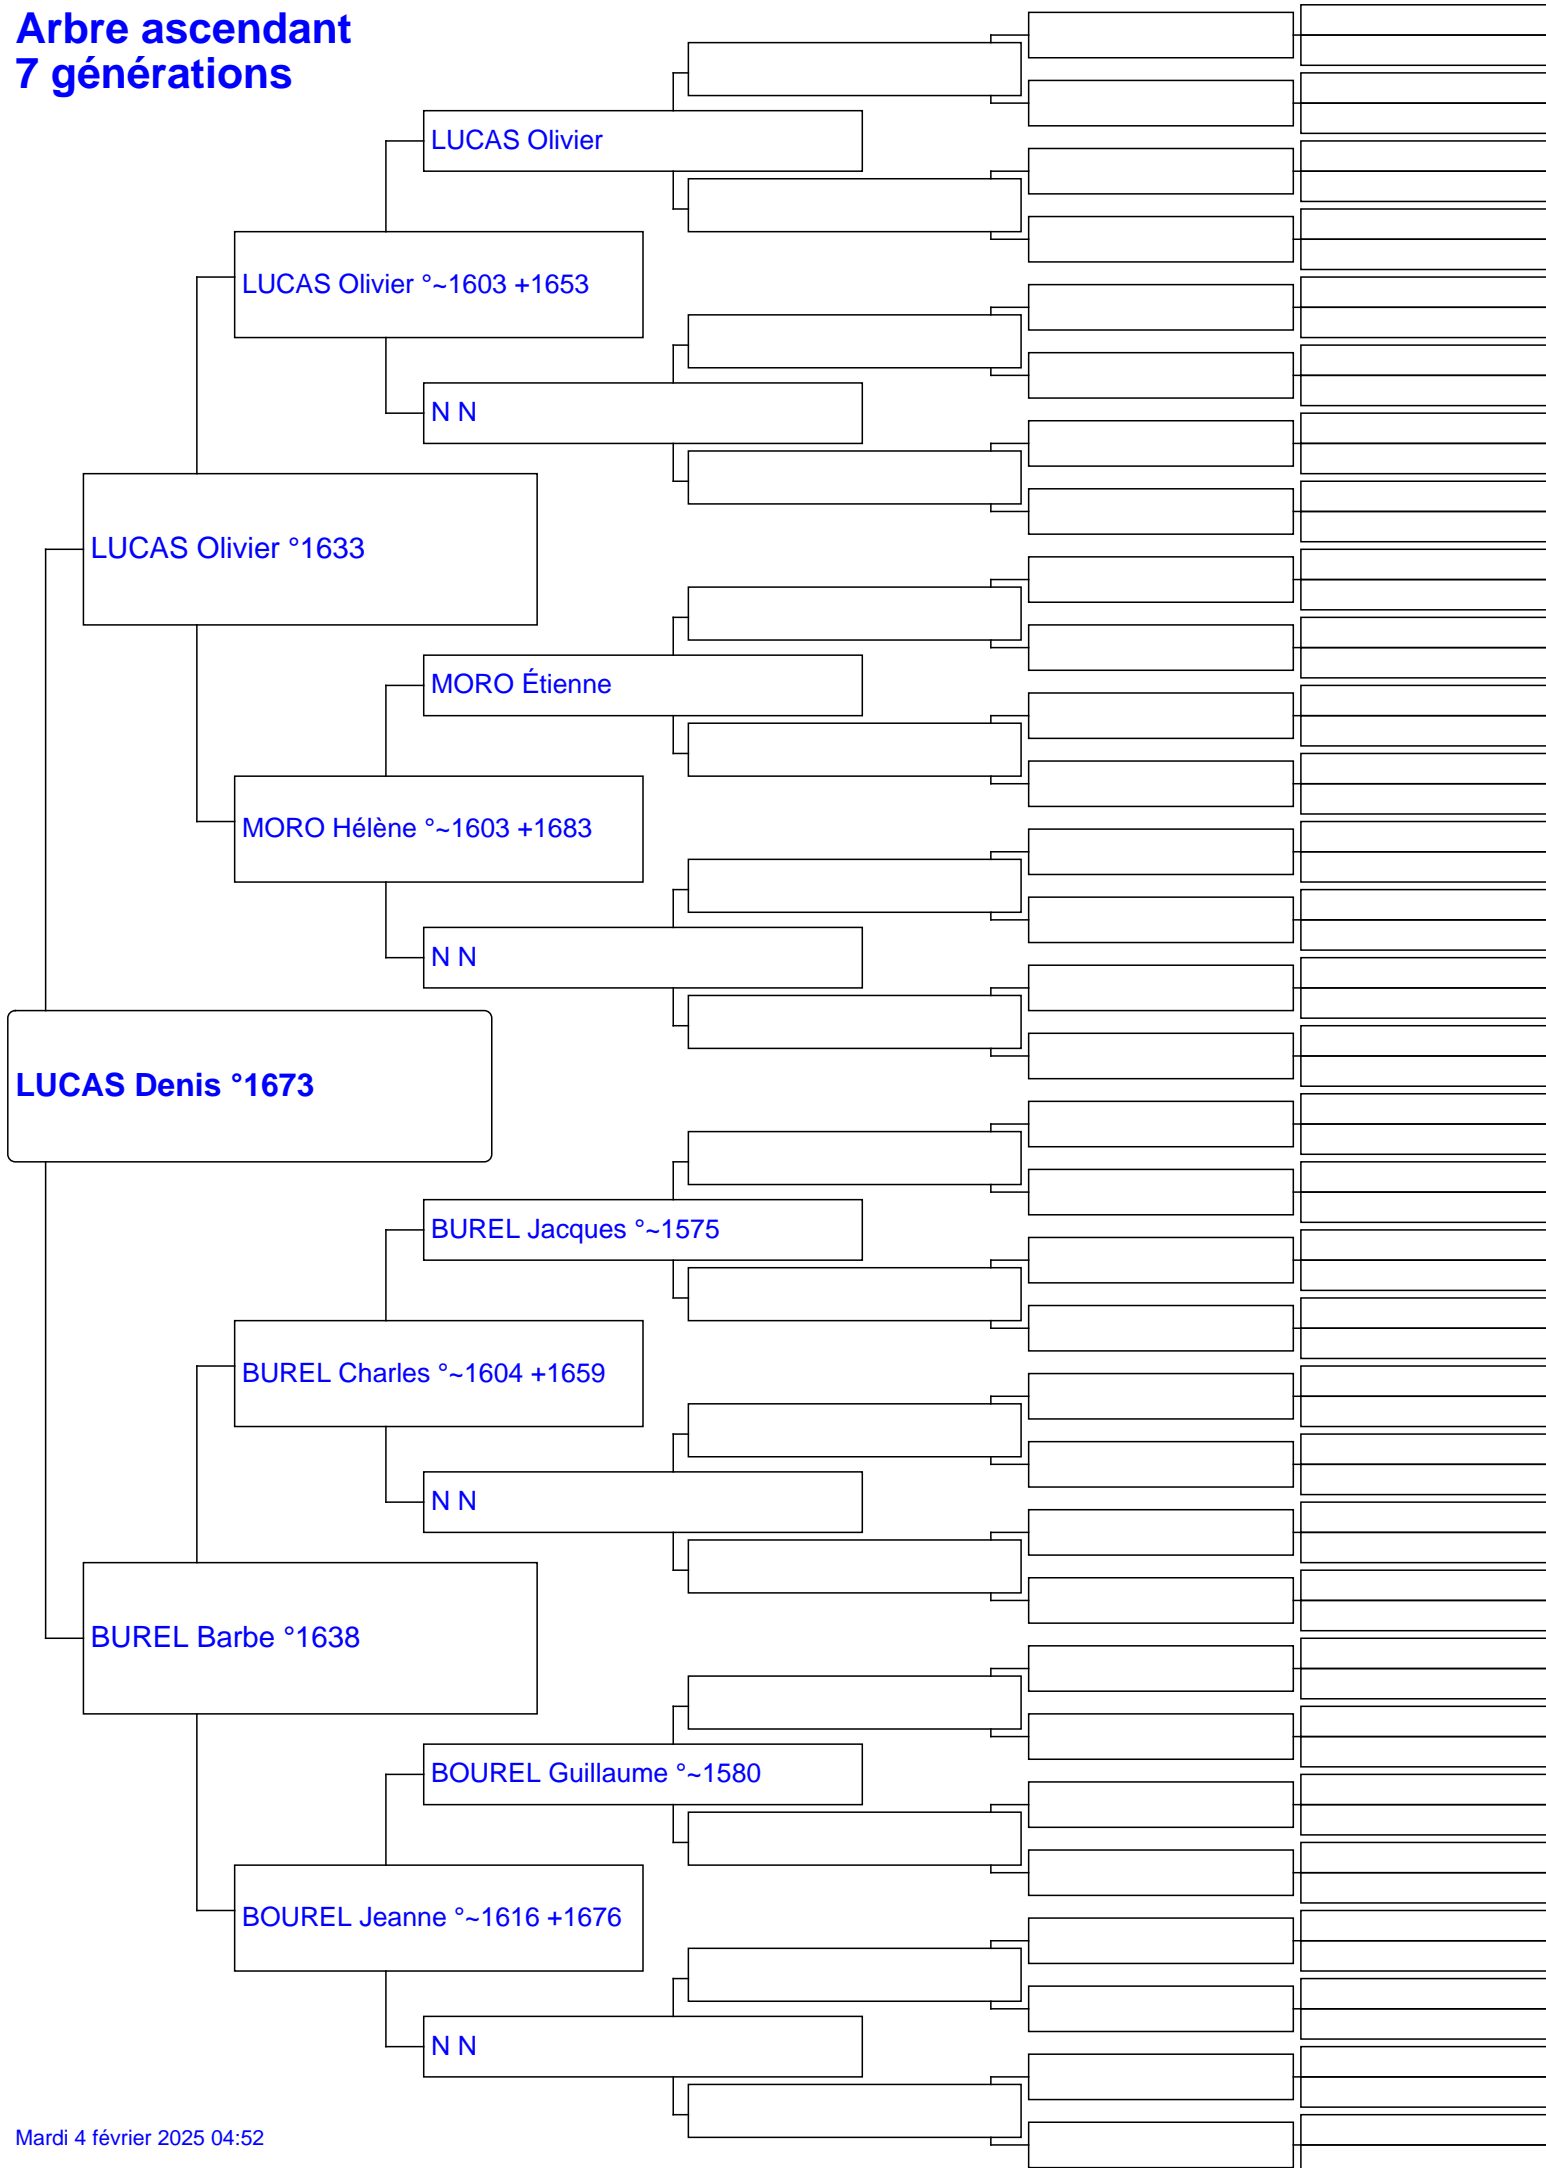 Arbre ascendant
7 générations
LUCAS Olivier
LUCAS Olivier °~1603 +1653
N N
LUCAS Olivier °1633
MORO Étienne
MORO Hélène °~1603 +1683
N N
LUCAS Denis °1673
BUREL Jacques °~1575
BUREL Charles °~1604 +1659
N N
BUREL Barbe °1638
BOUREL Guillaume °~1580
BOUREL Jeanne °~1616 +1676
N N
Mardi 4 février 2025 04:52